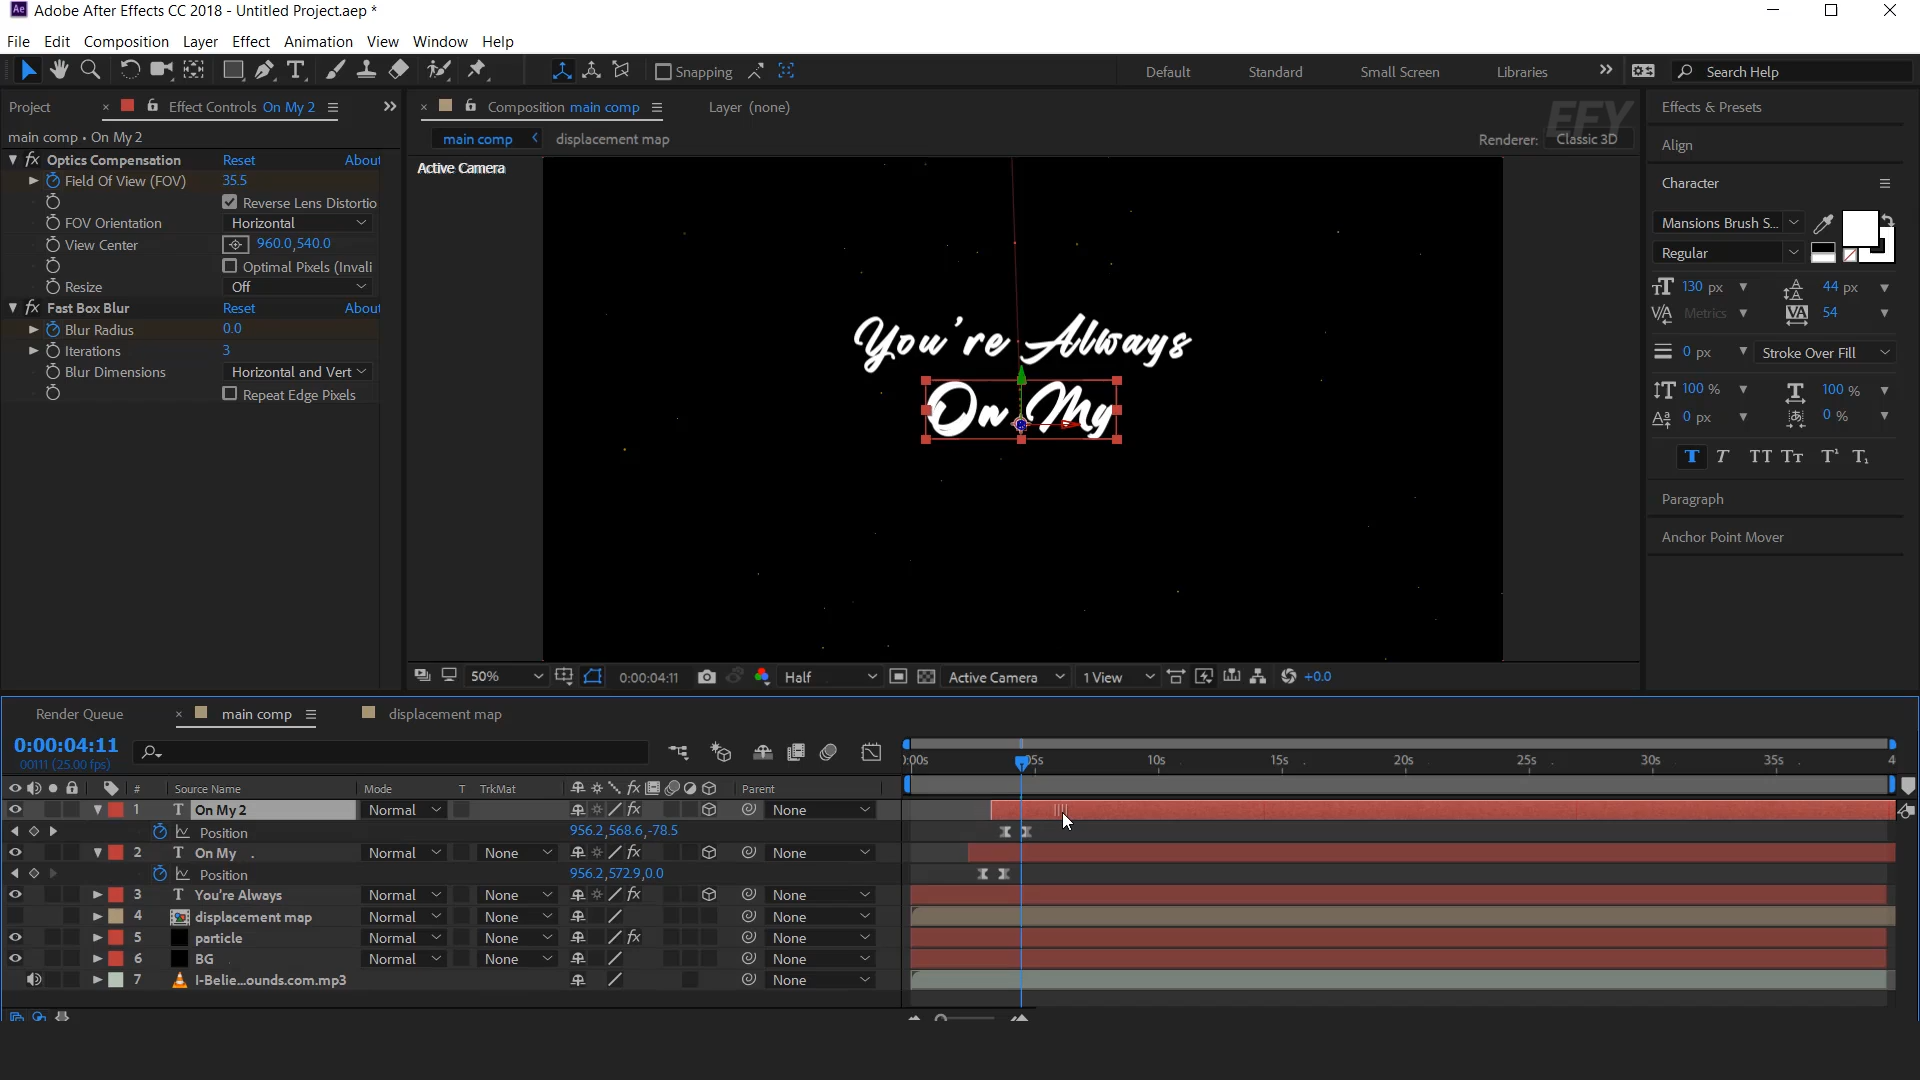 Ae Adobe After Effects CC 2018 - Untitled Project.aep *
File Edit Composition Layer Effect Animation View Window Help
Snapping Default Standard Small Screen Libraries Search Help
Project × Effect Controls On My 2 × Composition main comp Layer (none) Effects & Presets
main comp • On My 2 main comp displacement map Renderer: Classic 3D
EFY
Align
fx Optics Compensation Reset About
Active Camera
Field Of View (FOV) 35.5
Reverse Lens Distortio
FOV Orientation Horizontal
View Center 960.0,540.0
Optimal Pixels (Invali
Resize Off
fx Fast Box Blur Reset About
Blur Radius 0.0
Iterations 3
Blur Dimensions Horizontal and Vert
Repeat Edge Pixels
You're Always
On My
Character
Mansions Brush S...
Regular
130 px 44 px
Metrics 54
0 px Stroke Over Fill
100 % 100 %
0 px 0 %
T T TT Tт T¹ T₁
Paragraph
Anchor Point Mover
50% 0:00:04:11 Half Active Camera 1 View +0.0
Render Queue × main comp displacement map
0:00:04:11
00111 (25.00 fps)
):00s 05s 10s 15s 20s 25s 30s 35s 4
# Source Name Mode T TrkMat Parent
1 T On My 2 Normal None
Position 956.2,568.6,-78.5
2 T On My . Normal None None
Position 956.2,572.9,0.0
3 T You're Always Normal None None
4 displacement map Normal None None
5 particle Normal None None
6 BG Normal None None
7 I-Belie...ounds.com.mp3 None